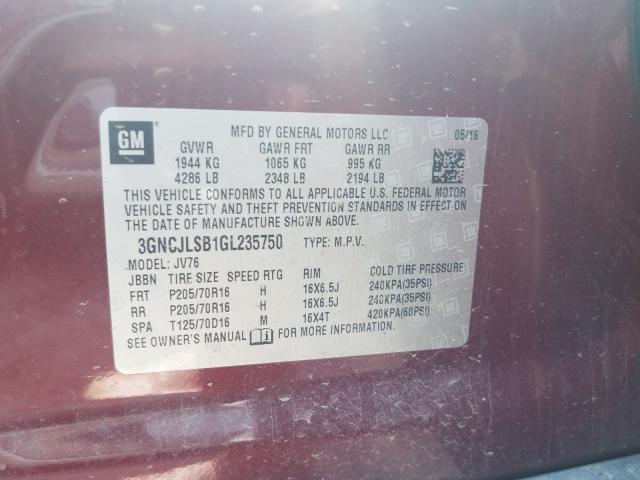 GM
MFD BY GENERAL MOTORS LLC 05/16
GVWR GAWR FRT GAWR RR
1944 KG 1065 KG 995 KG
4286 LB 2348 LB 2194 LB
THIS VEHICLE CONFORMS TO ALL APPLICABLE U.S. FEDERAL MOTOR
VEHICLE SAFETY AND THEFT PREVENTION STANDARDS IN EFFECT ON
THE DATE OF MANUFACTURE SHOWN ABOVE.
3GNCJLSB1GL235750 TYPE: M.P.V.
MODEL: JV76
JBBN TIRE SIZE SPEED RTG RIM COLD TIRE PRESSURE
FRT P205/70R16 H 16X6.5J 240KPA(35PSI)
RR P205/70R16 H 16X6.5J 240KPA(35PSI)
SPA T125/70D16 M 16X4T 420KPA(60PSI)
SEE OWNER'S MANUAL FOR MORE INFORMATION.